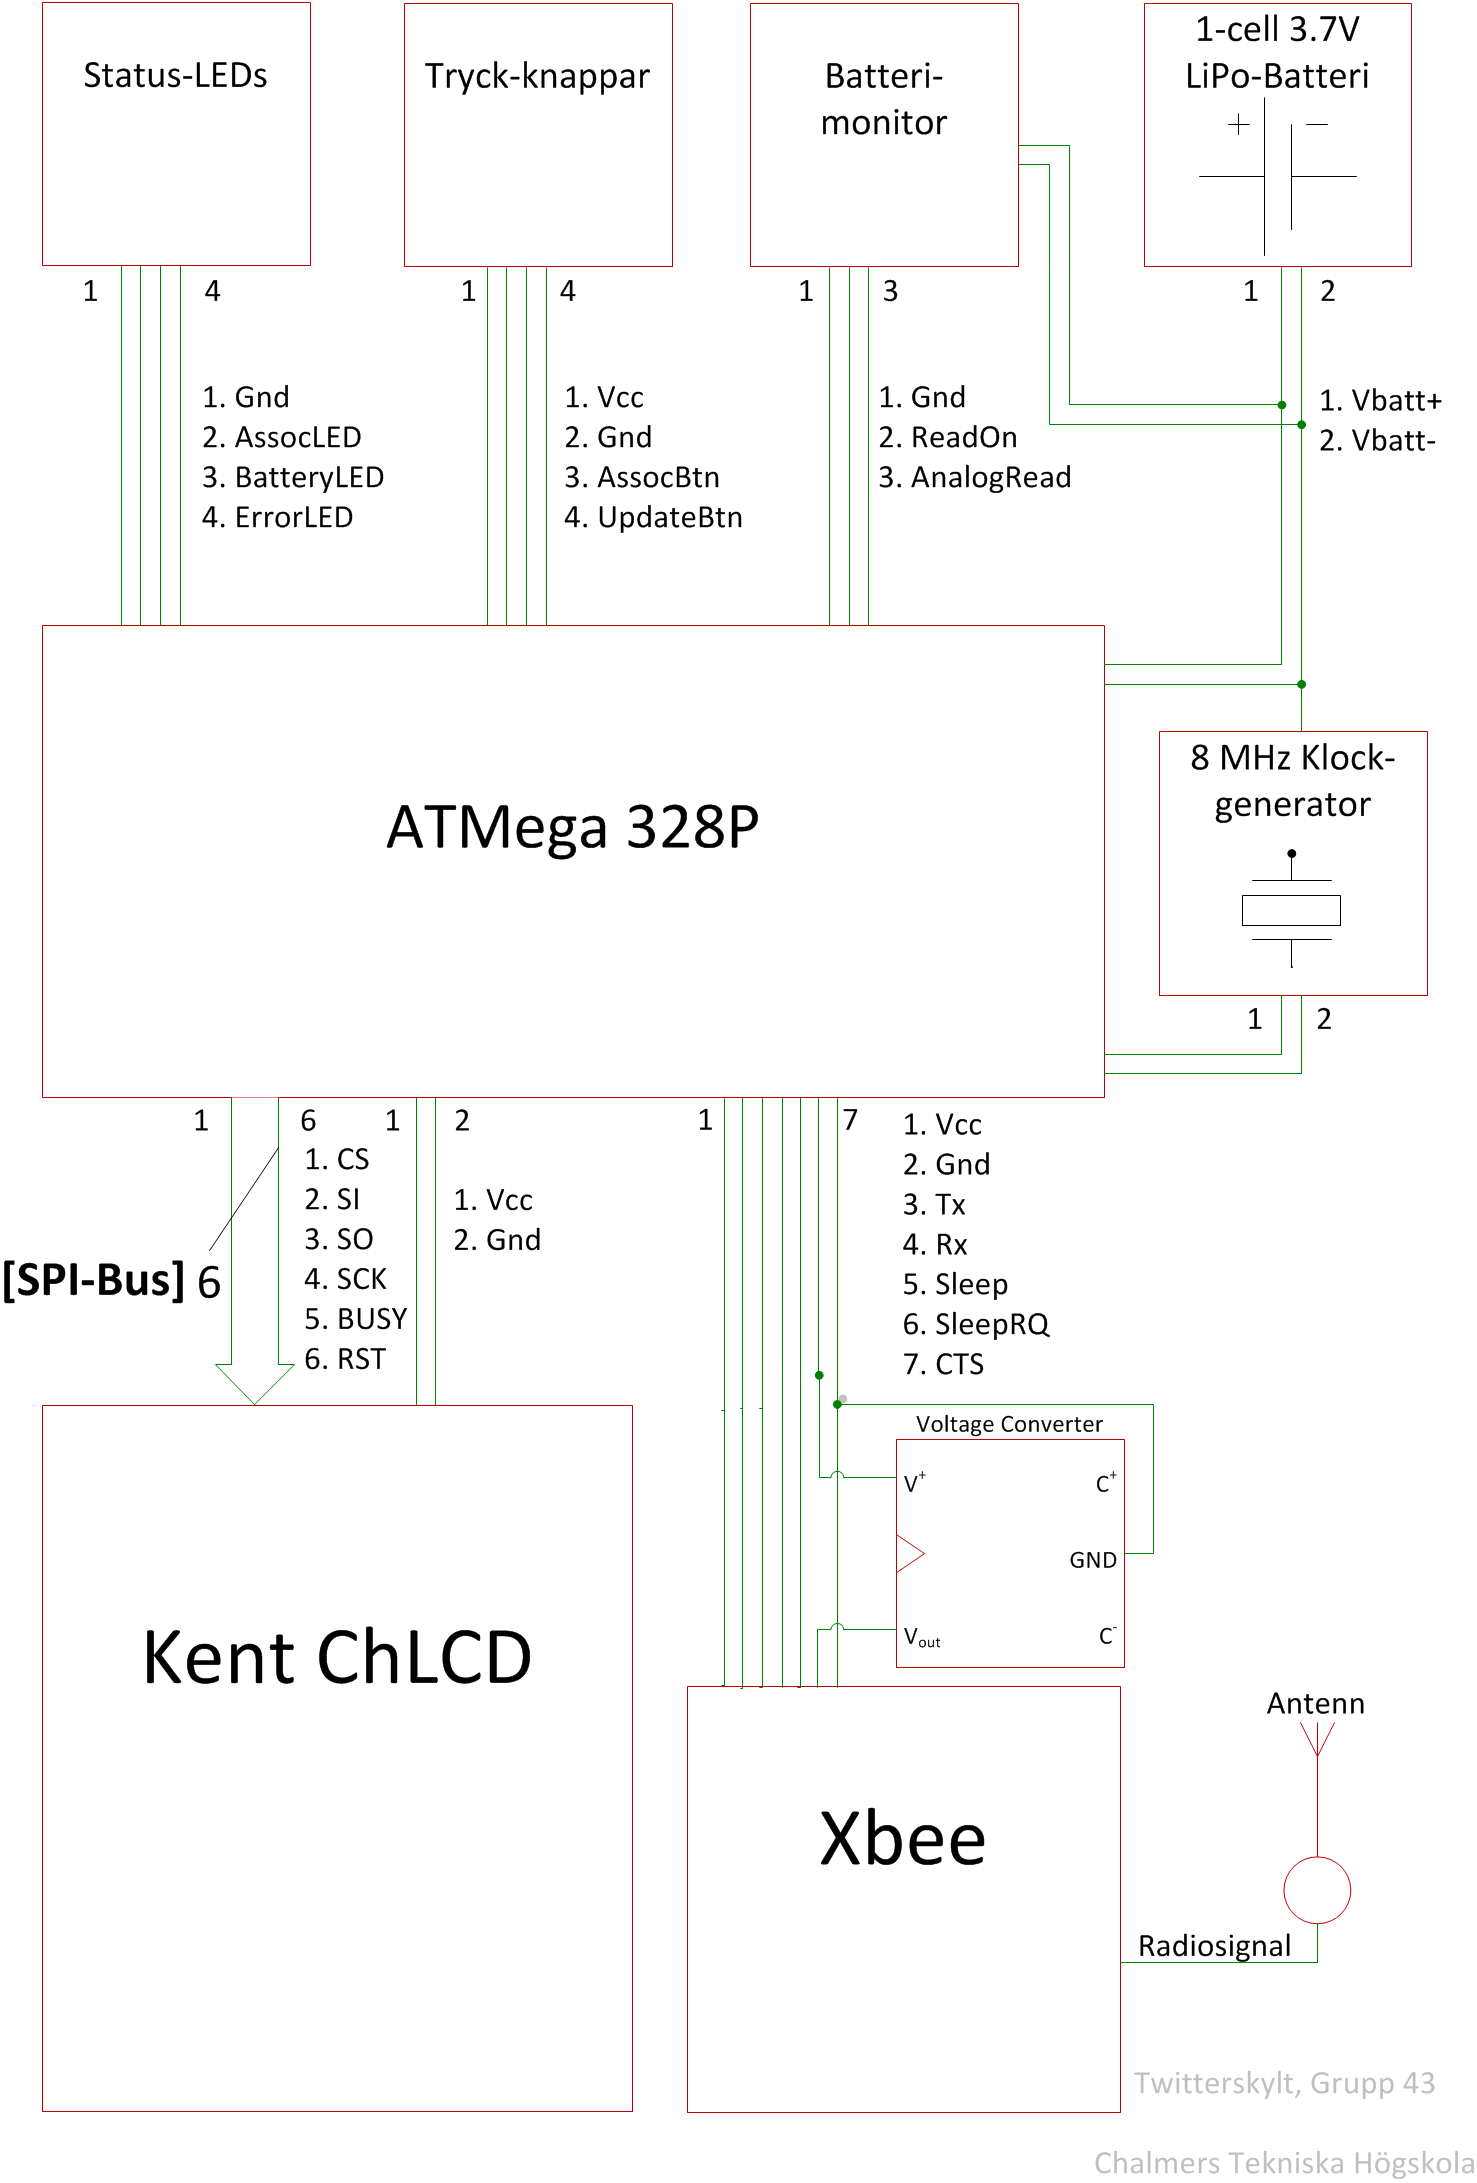 Status-LEDs
Tryck-knappar
Batteri-
monitor
1-cell 3.7V
LiPo-Batteri
+ −
1 4
1 4
1 3
1 2
1. Gnd
2. AssocLED
3. BatteryLED
4. ErrorLED
1. Vcc
2. Gnd
3. AssocBtn
4. UpdateBtn
1. Gnd
2. ReadOn
3. AnalogRead
1. Vbatt+
2. Vbatt-
ATMega 328P
8 MHz Klock-
generator
1 2
1 6
1 2
1 7
1. CS
2. SI
3. SO
4. SCK
5. BUSY
6. RST
[SPI-Bus] 6
1. Vcc
2. Gnd
1. Vcc
2. Gnd
3. Tx
4. Rx
5. Sleep
6. SleepRQ
7. CTS
Voltage Converter
V+ C+
GND
Vout C-
Kent ChLCD
Xbee
Antenn
Radiosignal
Twitterskylt, Grupp 43
Chalmers Tekniska Högskola